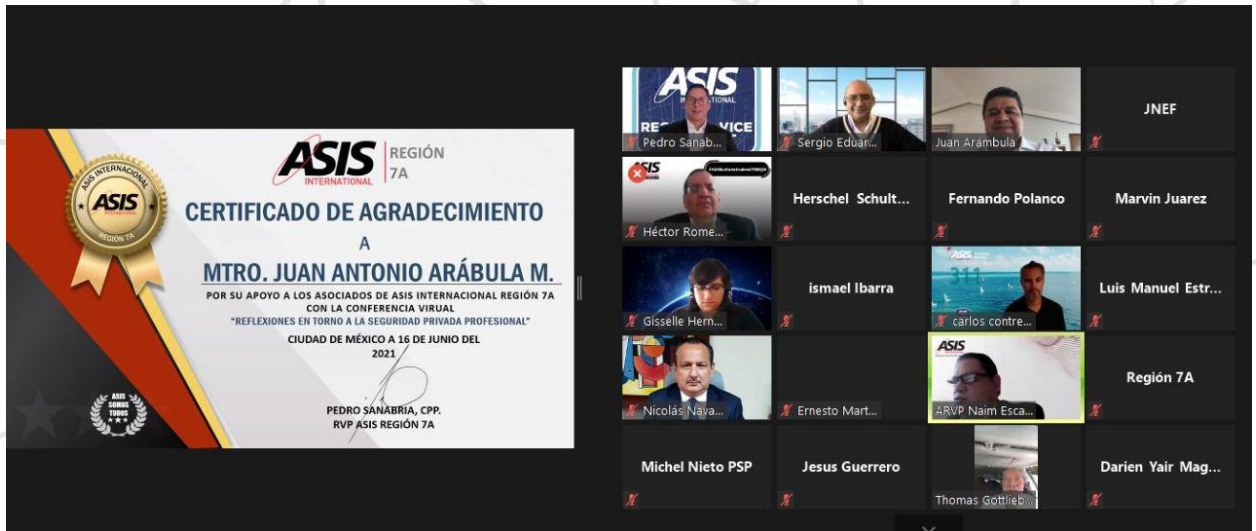 ASIS INTERNACIONAL
ASIS
REGIÓN 7A
ASIS
SOMOS
TODOS
ASIS
INTERNATIONAL
REGIÓN
7A
CERTIFICADO DE AGRADECIMIENTO
A
MTRO. JUAN ANTONIO ARÁBULA M.
POR SU APOYO A LOS ASOCIADOS DE ASIS INTERNACIONAL REGIÓN 7A
CON LA CONFERENCIA VIRUAL
"REFLEXIONES EN TORNO A LA SEGURIDAD PRIVADA PROFESIONAL"
CIUDAD DE MÉXICO A 16 DE JUNIO DEL
2021
PEDRO SANABRIA, CPP.
RVP ASIS REGIÓN 7A
ASIS
Pedro Sanab...
Sergio Eduar...
Juan Arámbula
JNEF
ASIS
Héctor Rome...
Herschel Schult...
Fernando Polanco
Marvin Juarez
Gisselle Hern...
ismael Ibarra
ASIS
311
carlos contre...
Luis Manuel Estr...
Nicolás Nava...
Ernesto Mart...
ASIS
ARVP Naim Esca...
Región 7A
Michel Nieto PSP
Jesus Guerrero
Thomas Gottlieb...
Darien Yair Mag...